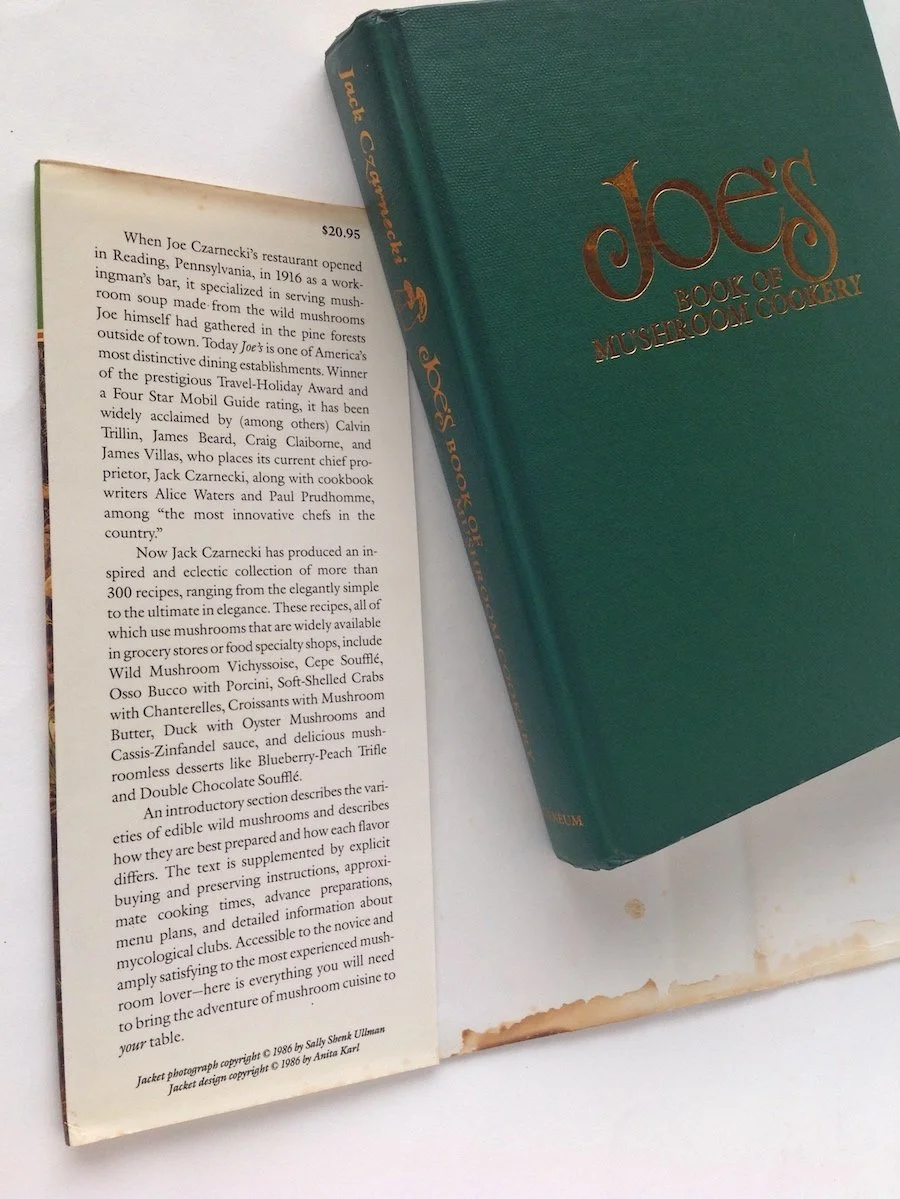 $20.95
When Joe Czarnecki's restaurant opened
in Reading, Pennsylvania, in 1916 as a work-
ingman's bar, it specialized in serving mush-
room soup made from the wild mushrooms
Joe himself had gathered in the pine forests
outside of town. Today Joe's is one of America's
most distinctive dining establishments. Winner
of the prestigious Travel-Holiday Award and
a Four Star Mobil Guide rating, it has been
widely acclaimed by (among others) Calvin
Trillin, James Beard, Craig Claiborne, and
James Villas, who places its current chief pro-
prietor, Jack Czarnecki, along with cookbook
writers Alice Waters and Paul Prudhomme,
among “the most innovative chefs in the
country.”
Now Jack Czarnecki has produced an in-
spired and eclectic collection of more than
300 recipes, ranging from the elegantly simple
to the ultimate in elegance. These recipes, all of
which use mushrooms that are widely available
in grocery stores or food specialty shops, include
Wild Mushroom Vichyssoise, Cepe Soufflé,
Osso Bucco with Porcini, Soft-Shelled Crabs
with Chanterelles, Croissants with Mushroom
Butter, Duck with Oyster Mushrooms and
Cassis-Zinfandel sauce, and delicious mush-
roomless desserts like Blueberry-Peach Trifle
and Double Chocolate Soufflé.
An introductory section describes the vari-
eties of edible wild mushrooms and describes
how they are best prepared and how each flavor
differs. The text is supplemented by explicit
buying and preserving instructions, approxi-
mate cooking times, advance preparations,
menu plans, and detailed information about
mycological clubs. Accessible to the novice and
amply satisfying to the most experienced mush-
room lover—here is everything you will need
to bring the adventure of mushroom cuisine to
your table.
Jacket photograph copyright © 1986 by Sally Shenk Ullman
Jacket design copyright © 1986 by Anita Karl
Jack Czarnecki
Joe's BOOK OF
MUSHROOM COOKERY
Joe's
BOOK OF
MUSHROOM COOKERY